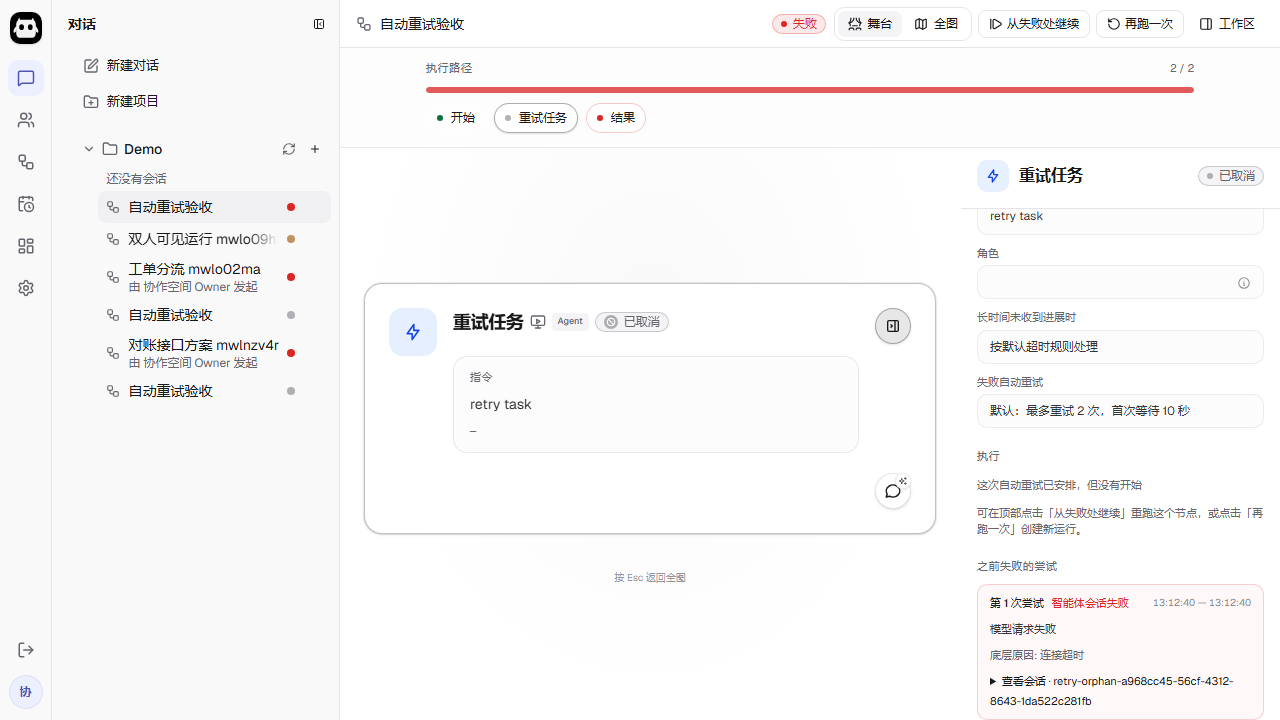 对话
新建对话
新建项目
Demo
还没有会话
自动重试验收
双人可见运行 mwlo09h
工单分流 mwlo02ma
由 协作空间 Owner 发起
自动重试验收
对账接口方案 mwlnzv4r
由 协作空间 Owner 发起
自动重试验收
协
自动重试验收
失败
舞台
全图
从失败处继续
再跑一次
工作区
执行路径
2 / 2
开始
重试任务
结果
重试任务
Agent
已取消
指令
retry task
–
按 Esc 返回全图
重试任务
已取消
retry task
角色
长时间未收到进展时
按默认超时规则处理
失败自动重试
默认：最多重试 2 次，首次等待 10 秒
执行
这次自动重试已安排，但没有开始
可在顶部点击「从失败处继续」重跑这个节点，或点击「再
跑一次」创建新运行。
之前失败的尝试
第 1 次尝试 智能体会话失败 13:12:40 — 13:12:40
模型请求失败
底层原因: 连接超时
查看会话 · retry-orphan-a968cc45-56cf-4312-
8643-1da522c281fb